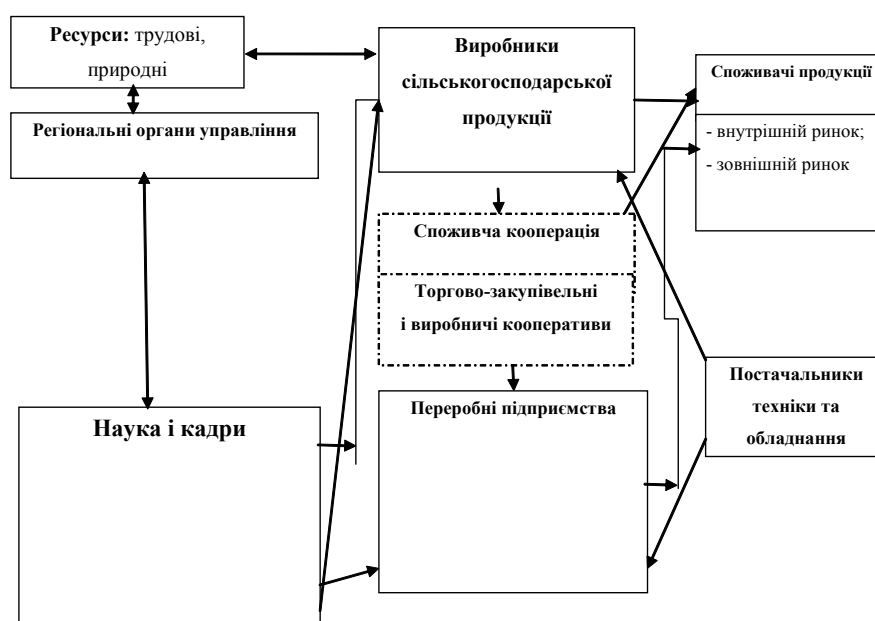 Ресурси: трудові,
природні
Регіональні органи управління
Виробники
сільськогосподарської
продукції
Споживачі продукції
- внутрішній ринок;
- зовнішній ринок
Споживча кооперація
Торгово-закупівельні
і виробничі кооперативи
Переробні підприємства
Наука і кадри
Постачальники
техніки та
обладнання